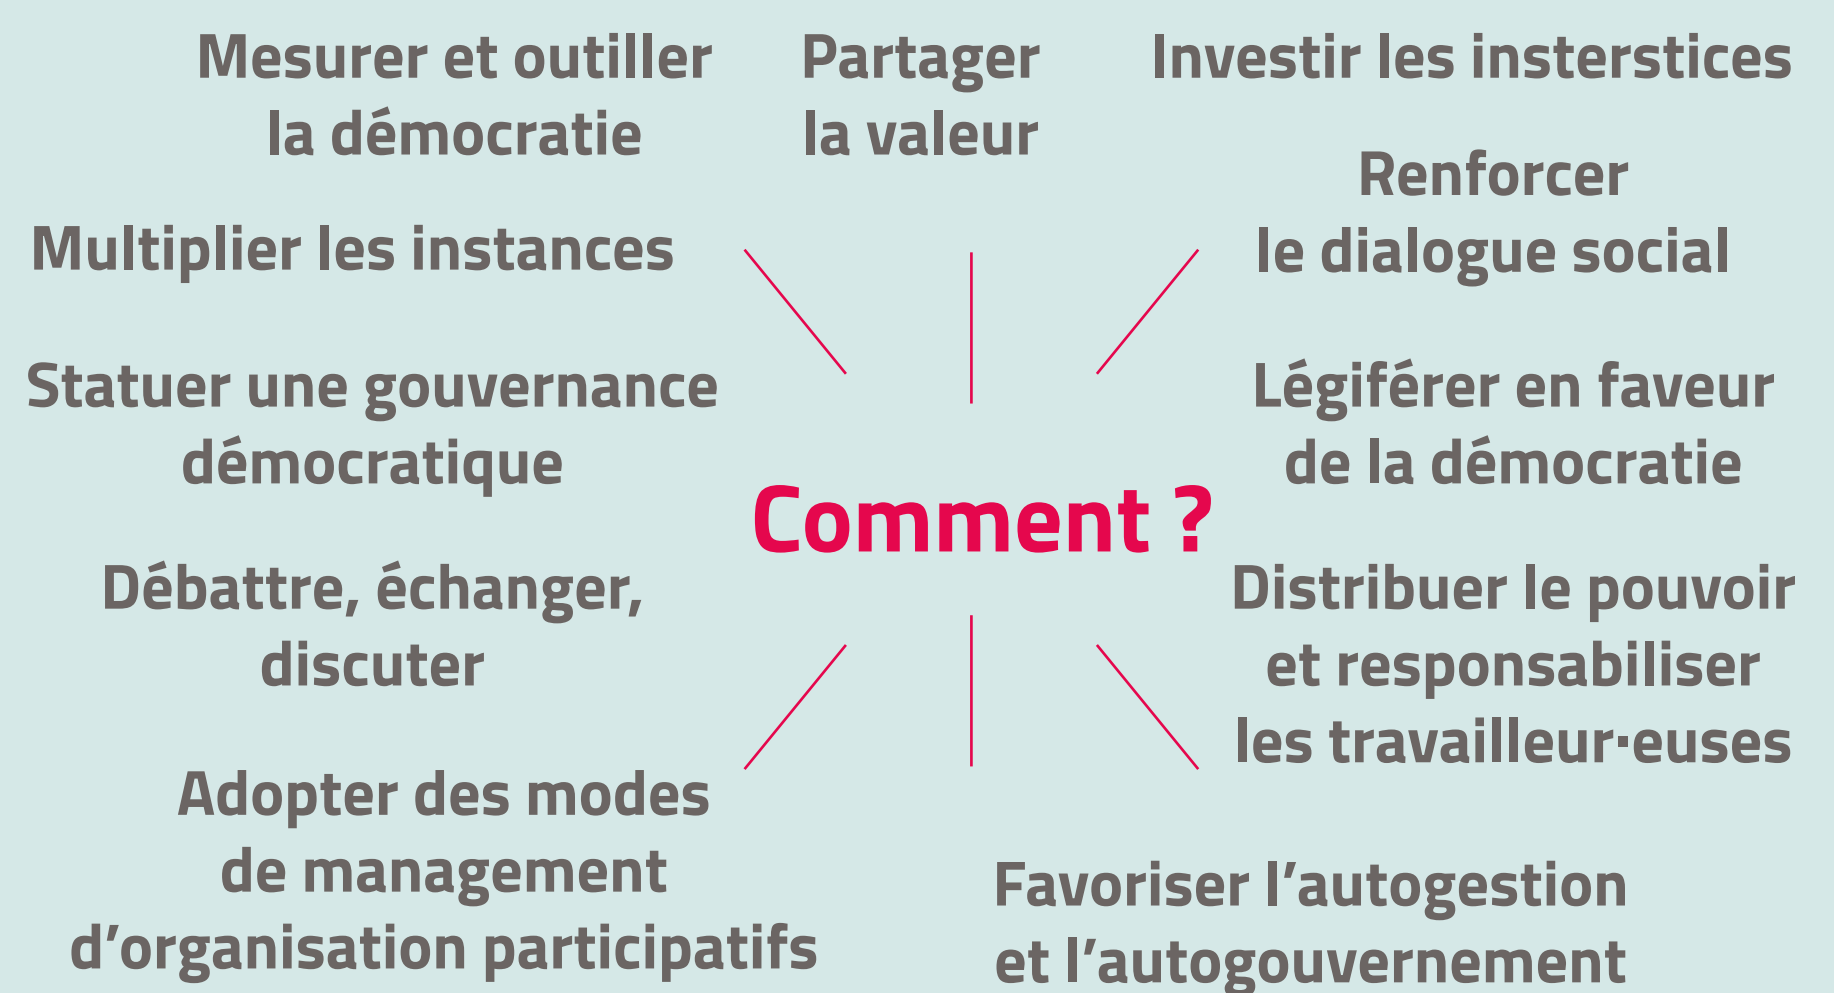 Mesurer et outiller
la démocratie
Partager
la valeur
Investir les insterstices
Renforcer
le dialogue social
Multiplier les instances
Statuer une gouvernance
démocratique
Légiférer en faveur
de la démocratie
Comment ?
Débattre, échanger,
discuter
Distribuer le pouvoir
et responsabiliser
les travailleur·euses
Adopter des modes
de management
d’organisation participatifs
Favoriser l’autogestion
et l’autogouvernement